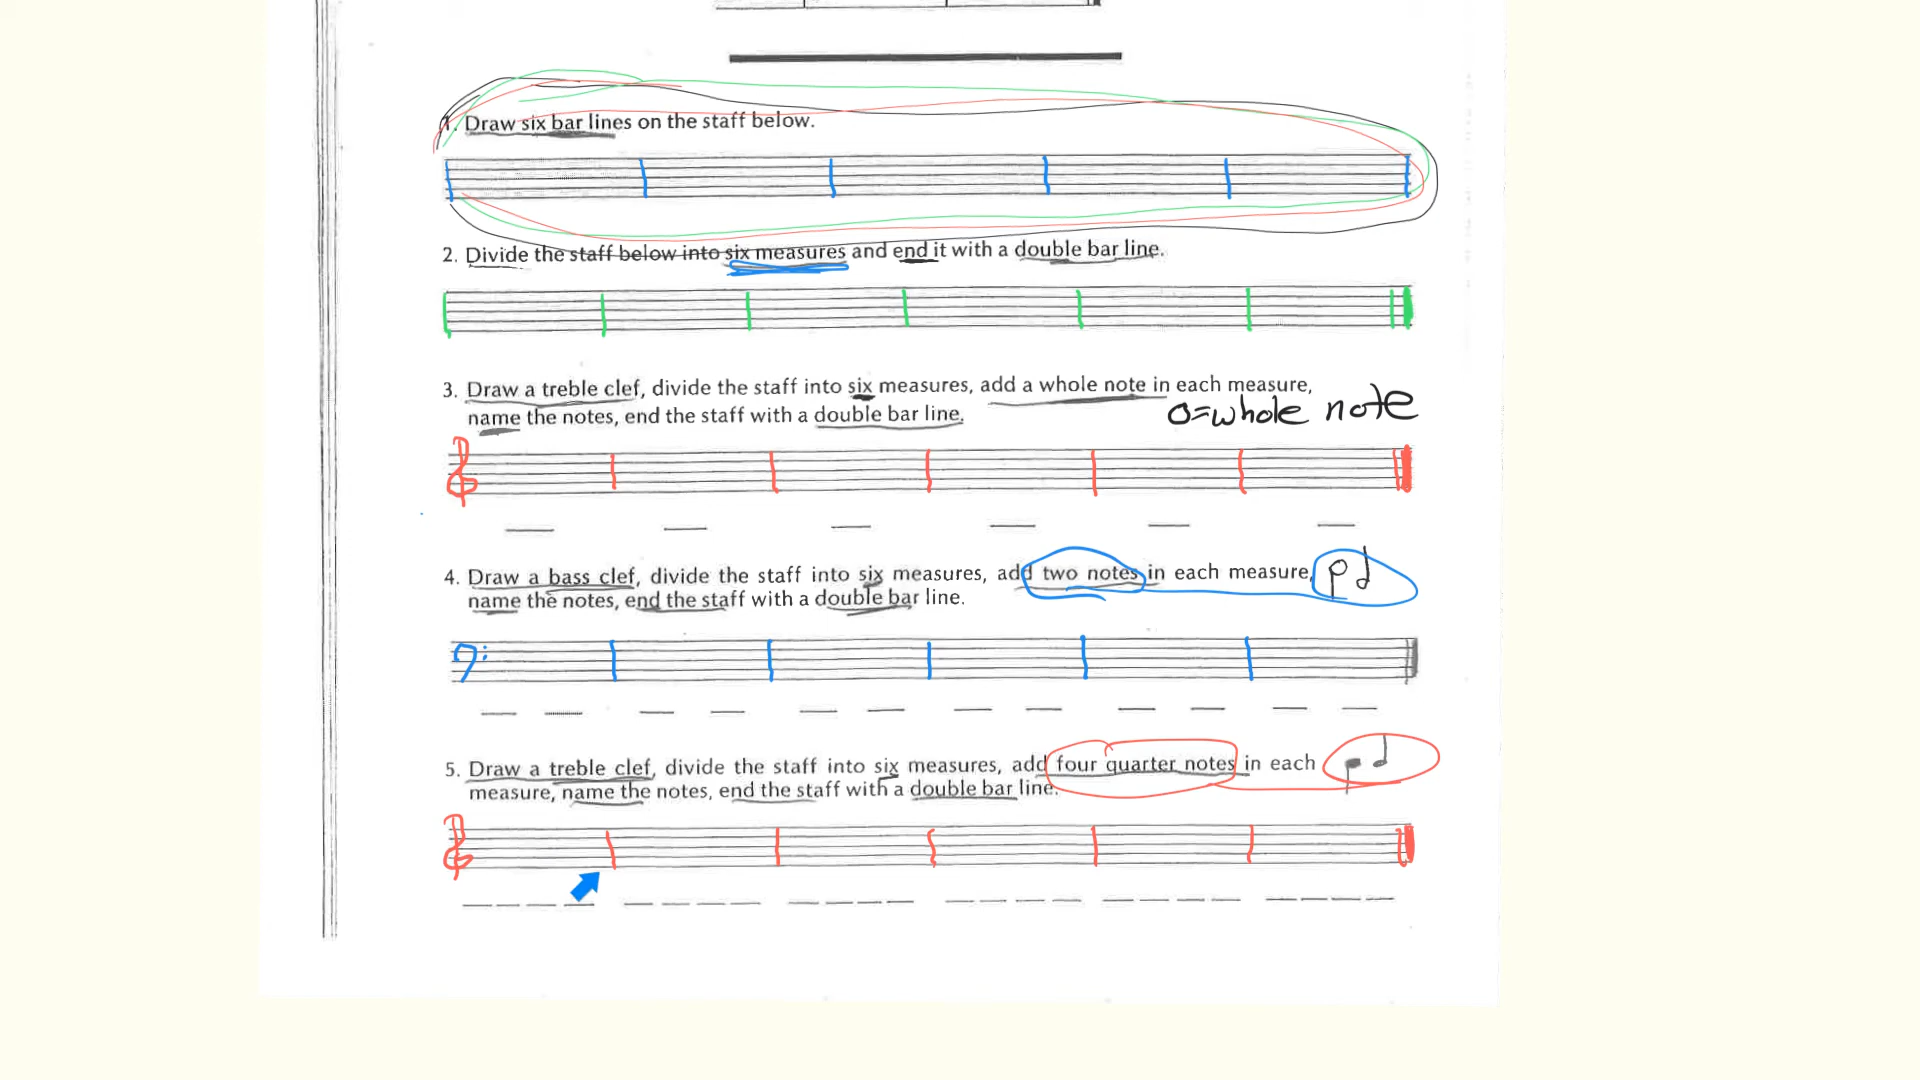 1. Draw six bar lines on the staff below.
2. Divide the staff below into six measures and end it with a double bar line.
3. Draw a treble clef, divide the staff into six measures, add a whole note in each measure,
name the notes, end the staff with a double bar line.
o=whole note
4. Draw a bass clef, divide the staff into six measures, add two notes in each measure,
name the notes, end the staff with a double bar line.
5. Draw a treble clef, divide the staff into six measures, add four quarter notes in each
measure, name the notes, end the staff with a double bar line.